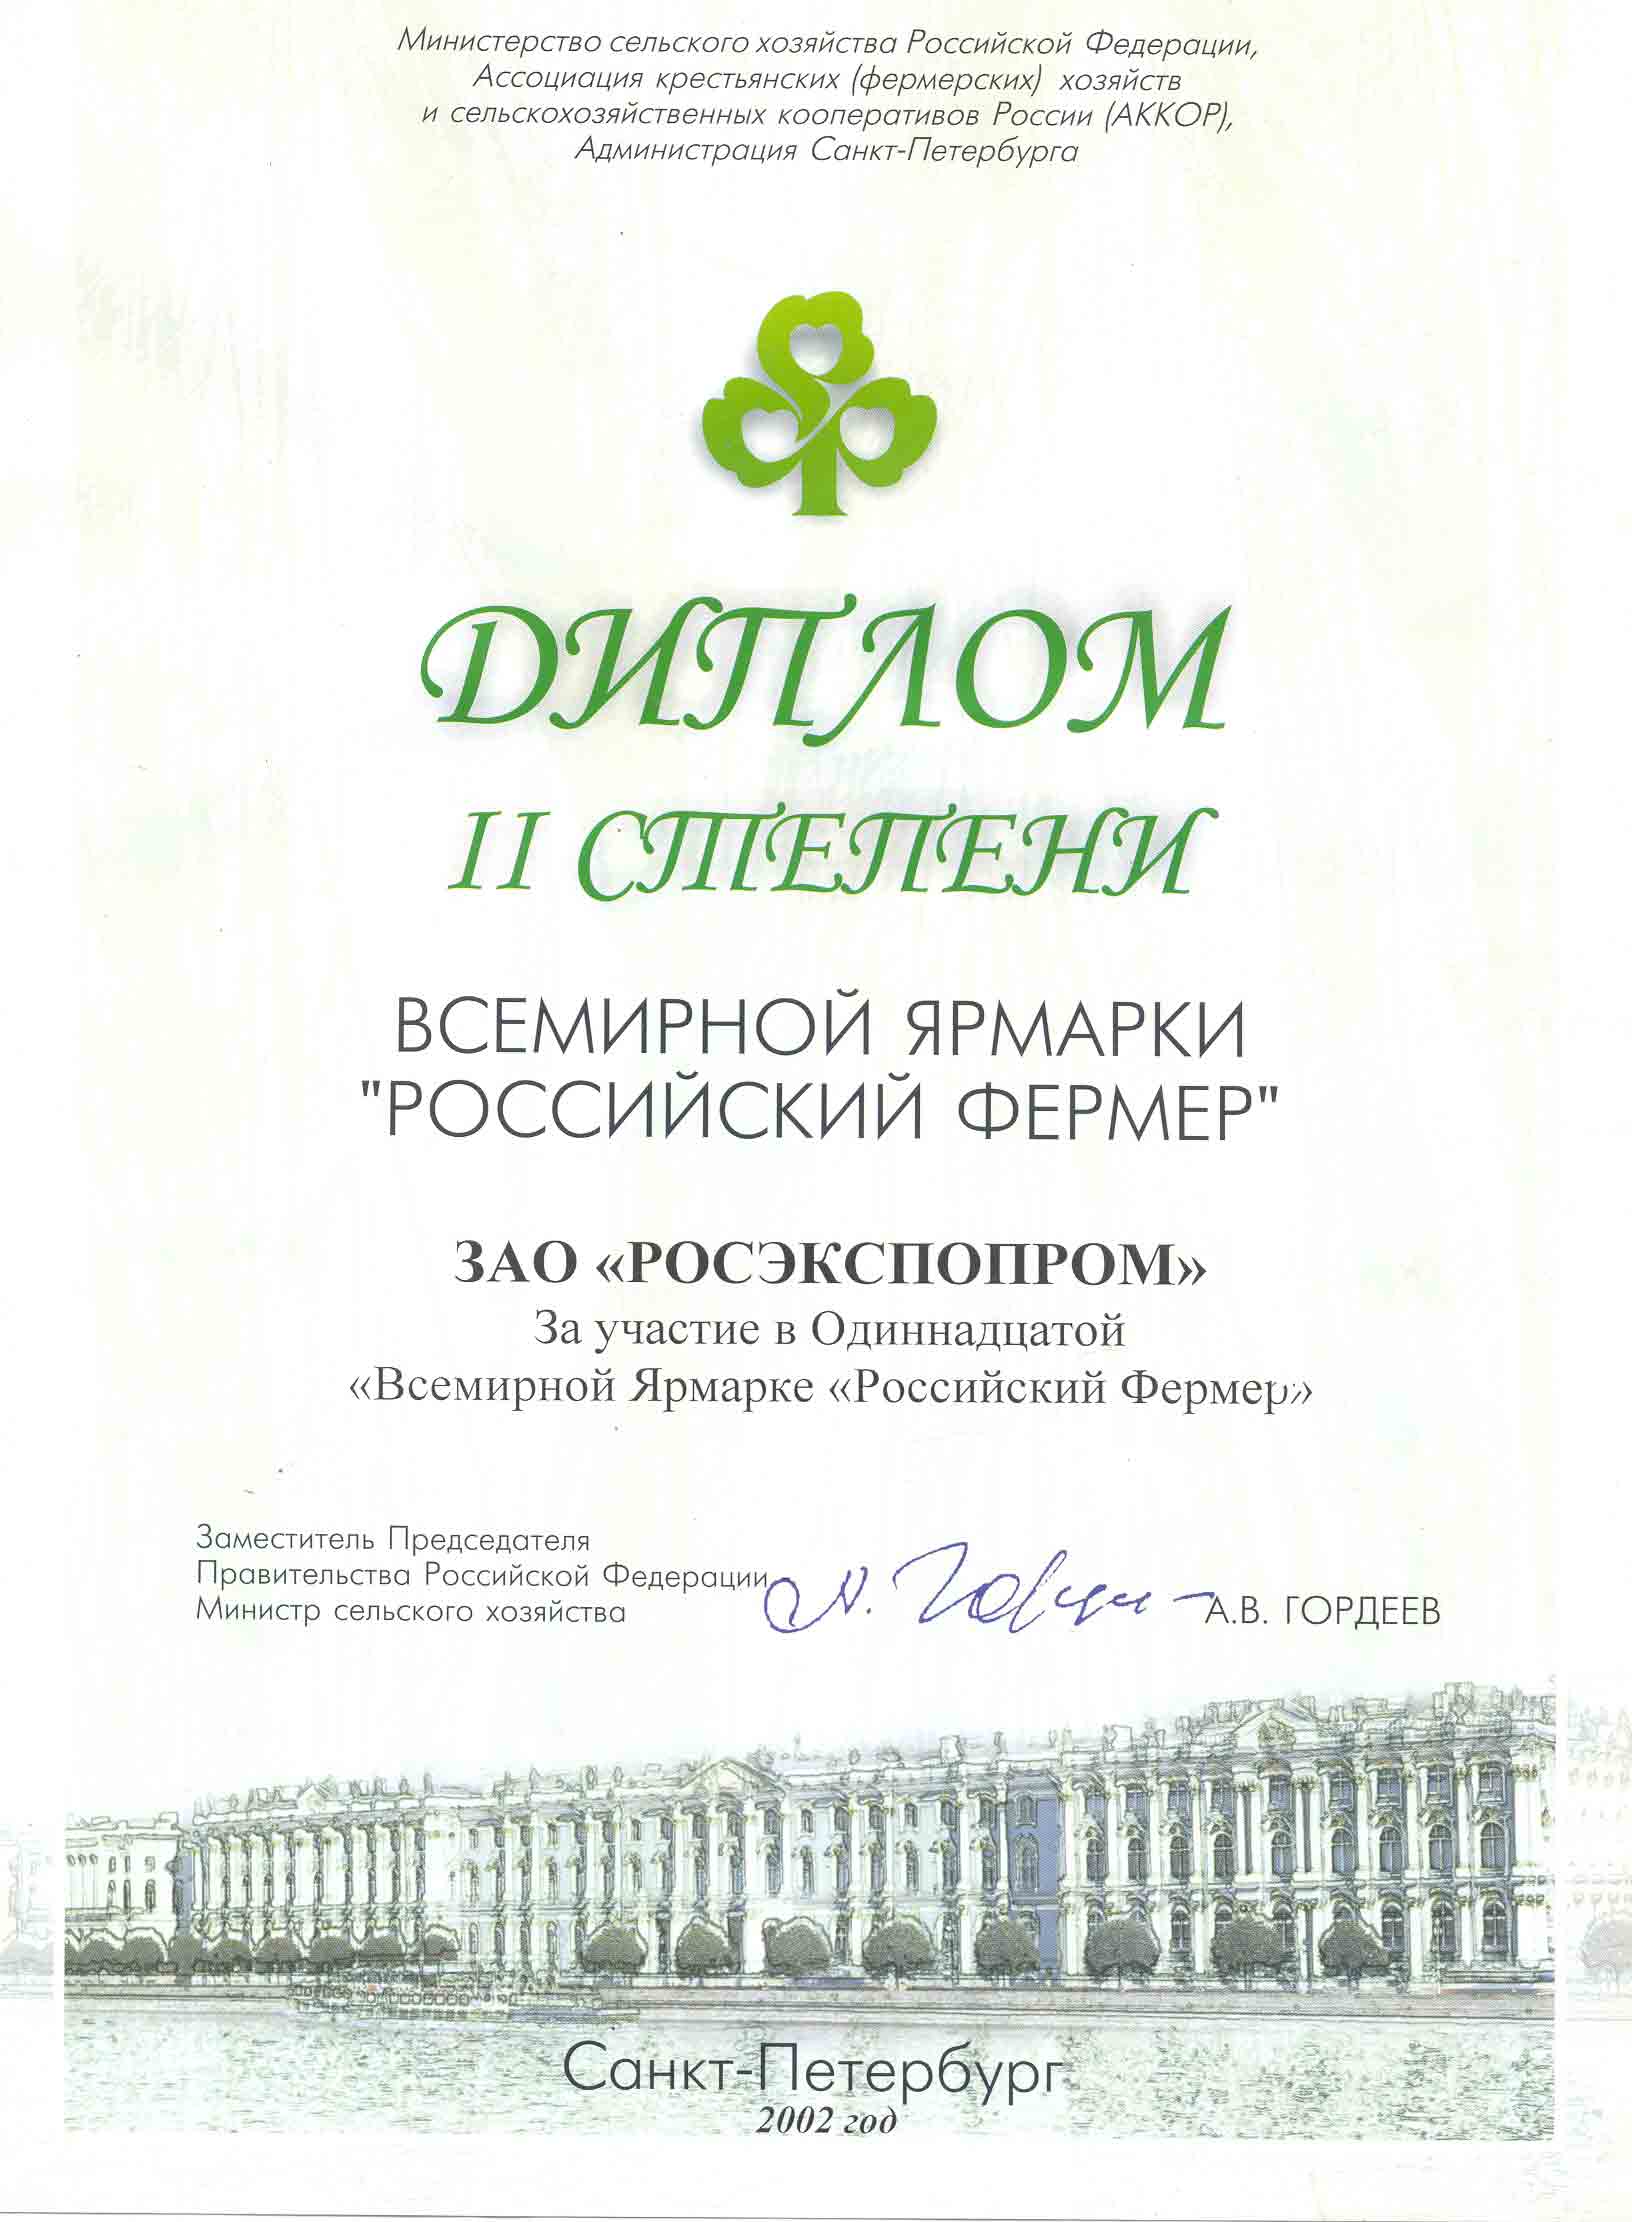 Министерство сельского хозяйства Российской Федерации,
Ассоциация крестьянских (фермерских) хозяйств
и сельскохозяйственных кооперативов России (АККОР),
Администрация Санкт-Петербурга
ДИПЛОМ
II СТЕПЕНИ
ВСЕМИРНОЙ ЯРМАРКИ
"РОССИЙСКИЙ ФЕРМЕР"
ЗАО «РОСЭКСПОПРОМ»
За участие в Одиннадцатой
«Всемирной Ярмарке «Российский Фермер»
Заместитель Председателя
Правительства Российской Федерации
Министр сельского хозяйства
А.В. ГОРДЕЕВ
Санкт-Петербург
2002 год